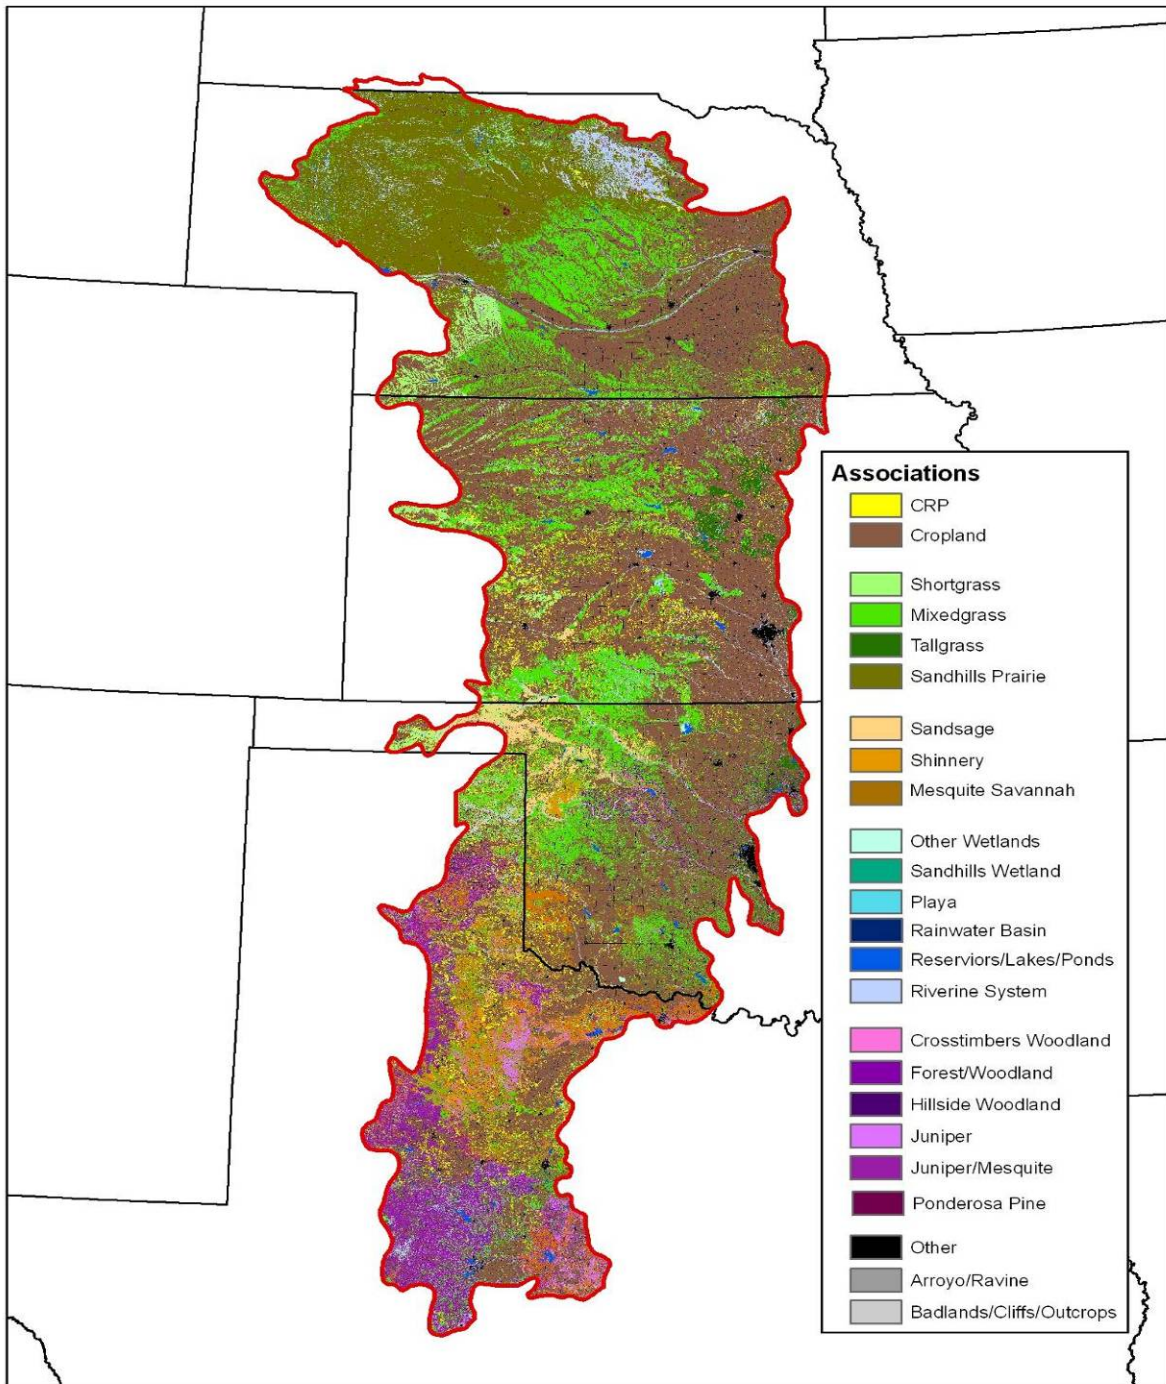 Associations
CRP
Cropland
Shortgrass
Mixedgrass
Tallgrass
Sandhills Prairie
Sandsage
Shinnery
Mesquite Savannah
Other Wetlands
Sandhills Wetland
Playa
Rainwater Basin
Reserviors/Lakes/Ponds
Riverine System
Crosstimbers Woodland
Forest/Woodland
Hillside Woodland
Juniper
Juniper/Mesquite
Ponderosa Pine
Other
Arroyo/Ravine
Badlands/Cliffs/Outcrops